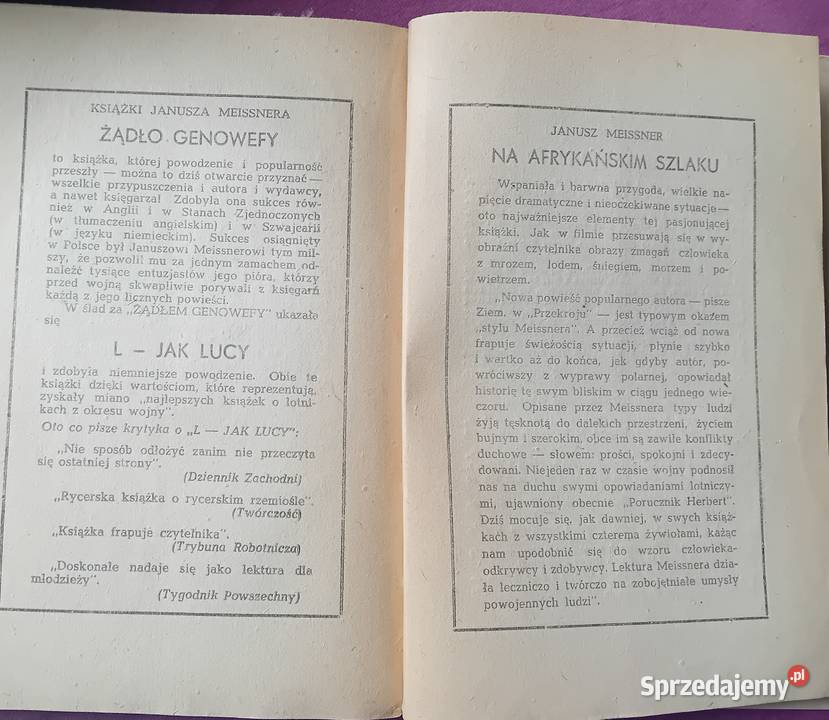 KSIĄŻKI JANUSZA MEISSNERA
ŻĄDŁO GENOWEFY
to książka, której powodzenie i popularność
przeszły — można to dziś otwarcie przyznać —
wszelkie przypuszczenia i autora i wydawcy,
a nawet księgarza! Zdobyła ona sukces rów-
nież w Anglii i w Stanach Zjednoczonych
(w tłumaczeniu angielskim) i w Szwajcarii
(w języku niemieckim). Sukces osiągnięty
w Polsce był Januszowi Meissnerowi tym mil-
szy, że pozwolił mu za jednym zamachem od-
naleźć tysiące entuzjastów jego pióra, którzy
przed wojną skwapliwie porywali z księgarń
każdą z jego licznych powieści.
W ślad za „ŻĄDŁEM GENOWEFY" ukazała
się
L — JAK LUCY
i zdobyła niemniejsze powodzenie. Obie te
książki dzięki wartościom, które reprezentują,
zyskały miano „najlepszych książek o lotni-
kach z okresu wojny".
Oto co pisze krytyka o „L — JAK LUCY":
„Nie sposób odłożyć zanim nie przeczyta
się ostatniej strony".
(Dziennik Zachodni)
„Rycerska książka o rycerskim rzemiośle".
(Twórczość)
„Książka frapuje czytelnika".
(Trybuna Robotnicza)
„Doskonale nadaje się jako lektura dla
młodzieży".
(Tygodnik Powszechny)
JANUSZ MEISSNER
NA AFRYKAŃSKIM SZLAKU
Wspaniała i barwna przygoda, wielkie na-
pięcie dramatyczne i nieoczekiwane sytuacje —
oto najważniejsze elementy tej pasjonującej
książki. Jak w filmie przesuwają się w wy-
obraźni czytelnika obrazy zmagań człowieka
z mrozem, lodem, śniegiem, morzem i po-
wietrzem.
„Nowa powieść popularnego autora — pisze
Ziem. w „Przekroju" — jest typowym okazem
„stylu Meissnera". A przecież wciąż od nowa
frapuje świeżością sytuacji, płynie szybko
i wartko aż do końca, jak gdyby autor, po-
wróciwszy z wyprawy polarnej, opowiadał
historię tę swym bliskim w ciągu jednego wie-
czoru. Opisane przez Meissnera typy ludzi
żyją tęsknotą do dalekich przestrzeni, życiem
bujnym i szerokim, obce im są zawiłe konflikty
duchowe — słowem: prości, spokojni i zdecy-
dowani. Niejeden raz w czasie wojny podnosił
nas na duchu swymi opowiadaniami lotniczy-
mi, ujawniony obecnie „Porucznik Herbert".
Dziś mocuje się, jak dawniej, w swych książ-
kach z wszystkimi czterema żywiołami, każąc
nam upodobnić się do wzoru człowieka-
odkrywcy i zdobywcy. Lektura Meissnera dzia-
ła leczniczo i twórczo na zobojętniałe umysły
powojennych ludzi".
Sprzedajemy.pl